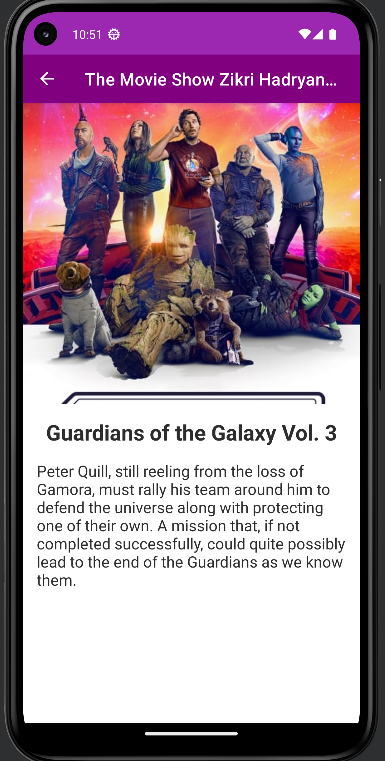 10:51
The Movie Show Zikri Hadryan...
Guardians of the Galaxy Vol. 3
Peter Quill, still reeling from the loss of
Gamora, must rally his team around him to
defend the universe along with protecting
one of their own. A mission that, if not
completed successfully, could quite possibly
lead to the end of the Guardians as we know
them.